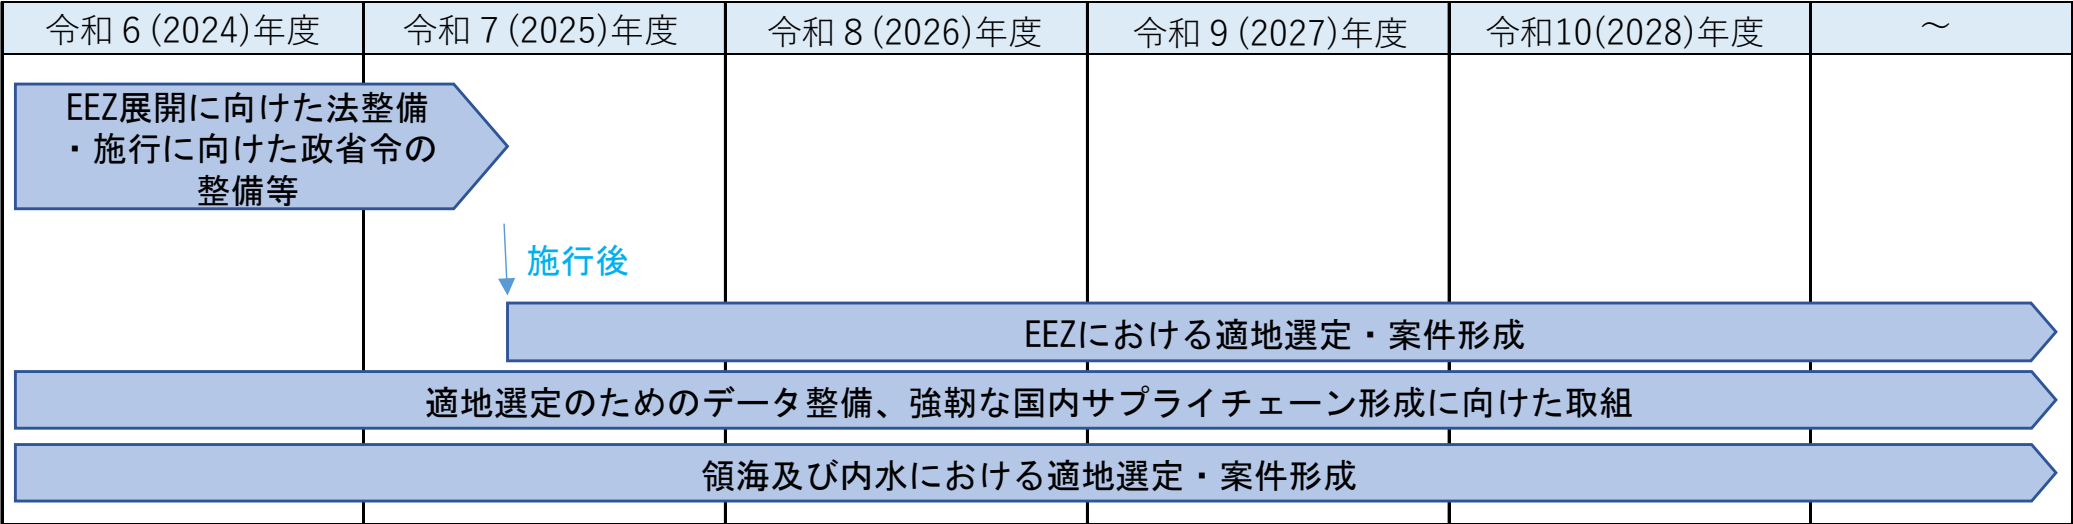 令和６(2024)年度
令和７(2025)年度
令和８(2026)年度
令和９(2027)年度
令和10(2028)年度
～
EEZ展開に向けた法整備
・施行に向けた政省令の
整備等
施行後
EEZにおける適地選定・案件形成
適地選定のためのデータ整備、強靭な国内サプライチェーン形成に向けた取組
領海及び内水における適地選定・案件形成